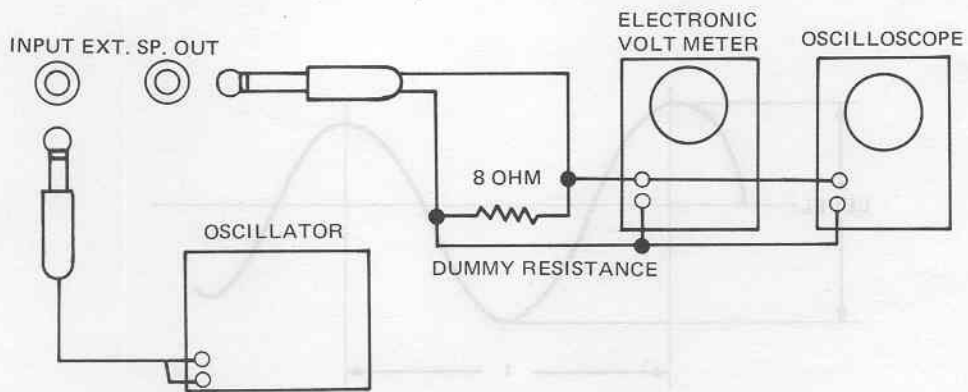 INPUT EXT. SP. OUT
ELECTRONIC
VOLT METER
OSCILLOSCOPE
8 OHM
OSCILLATOR
DUMMY RESISTANCE